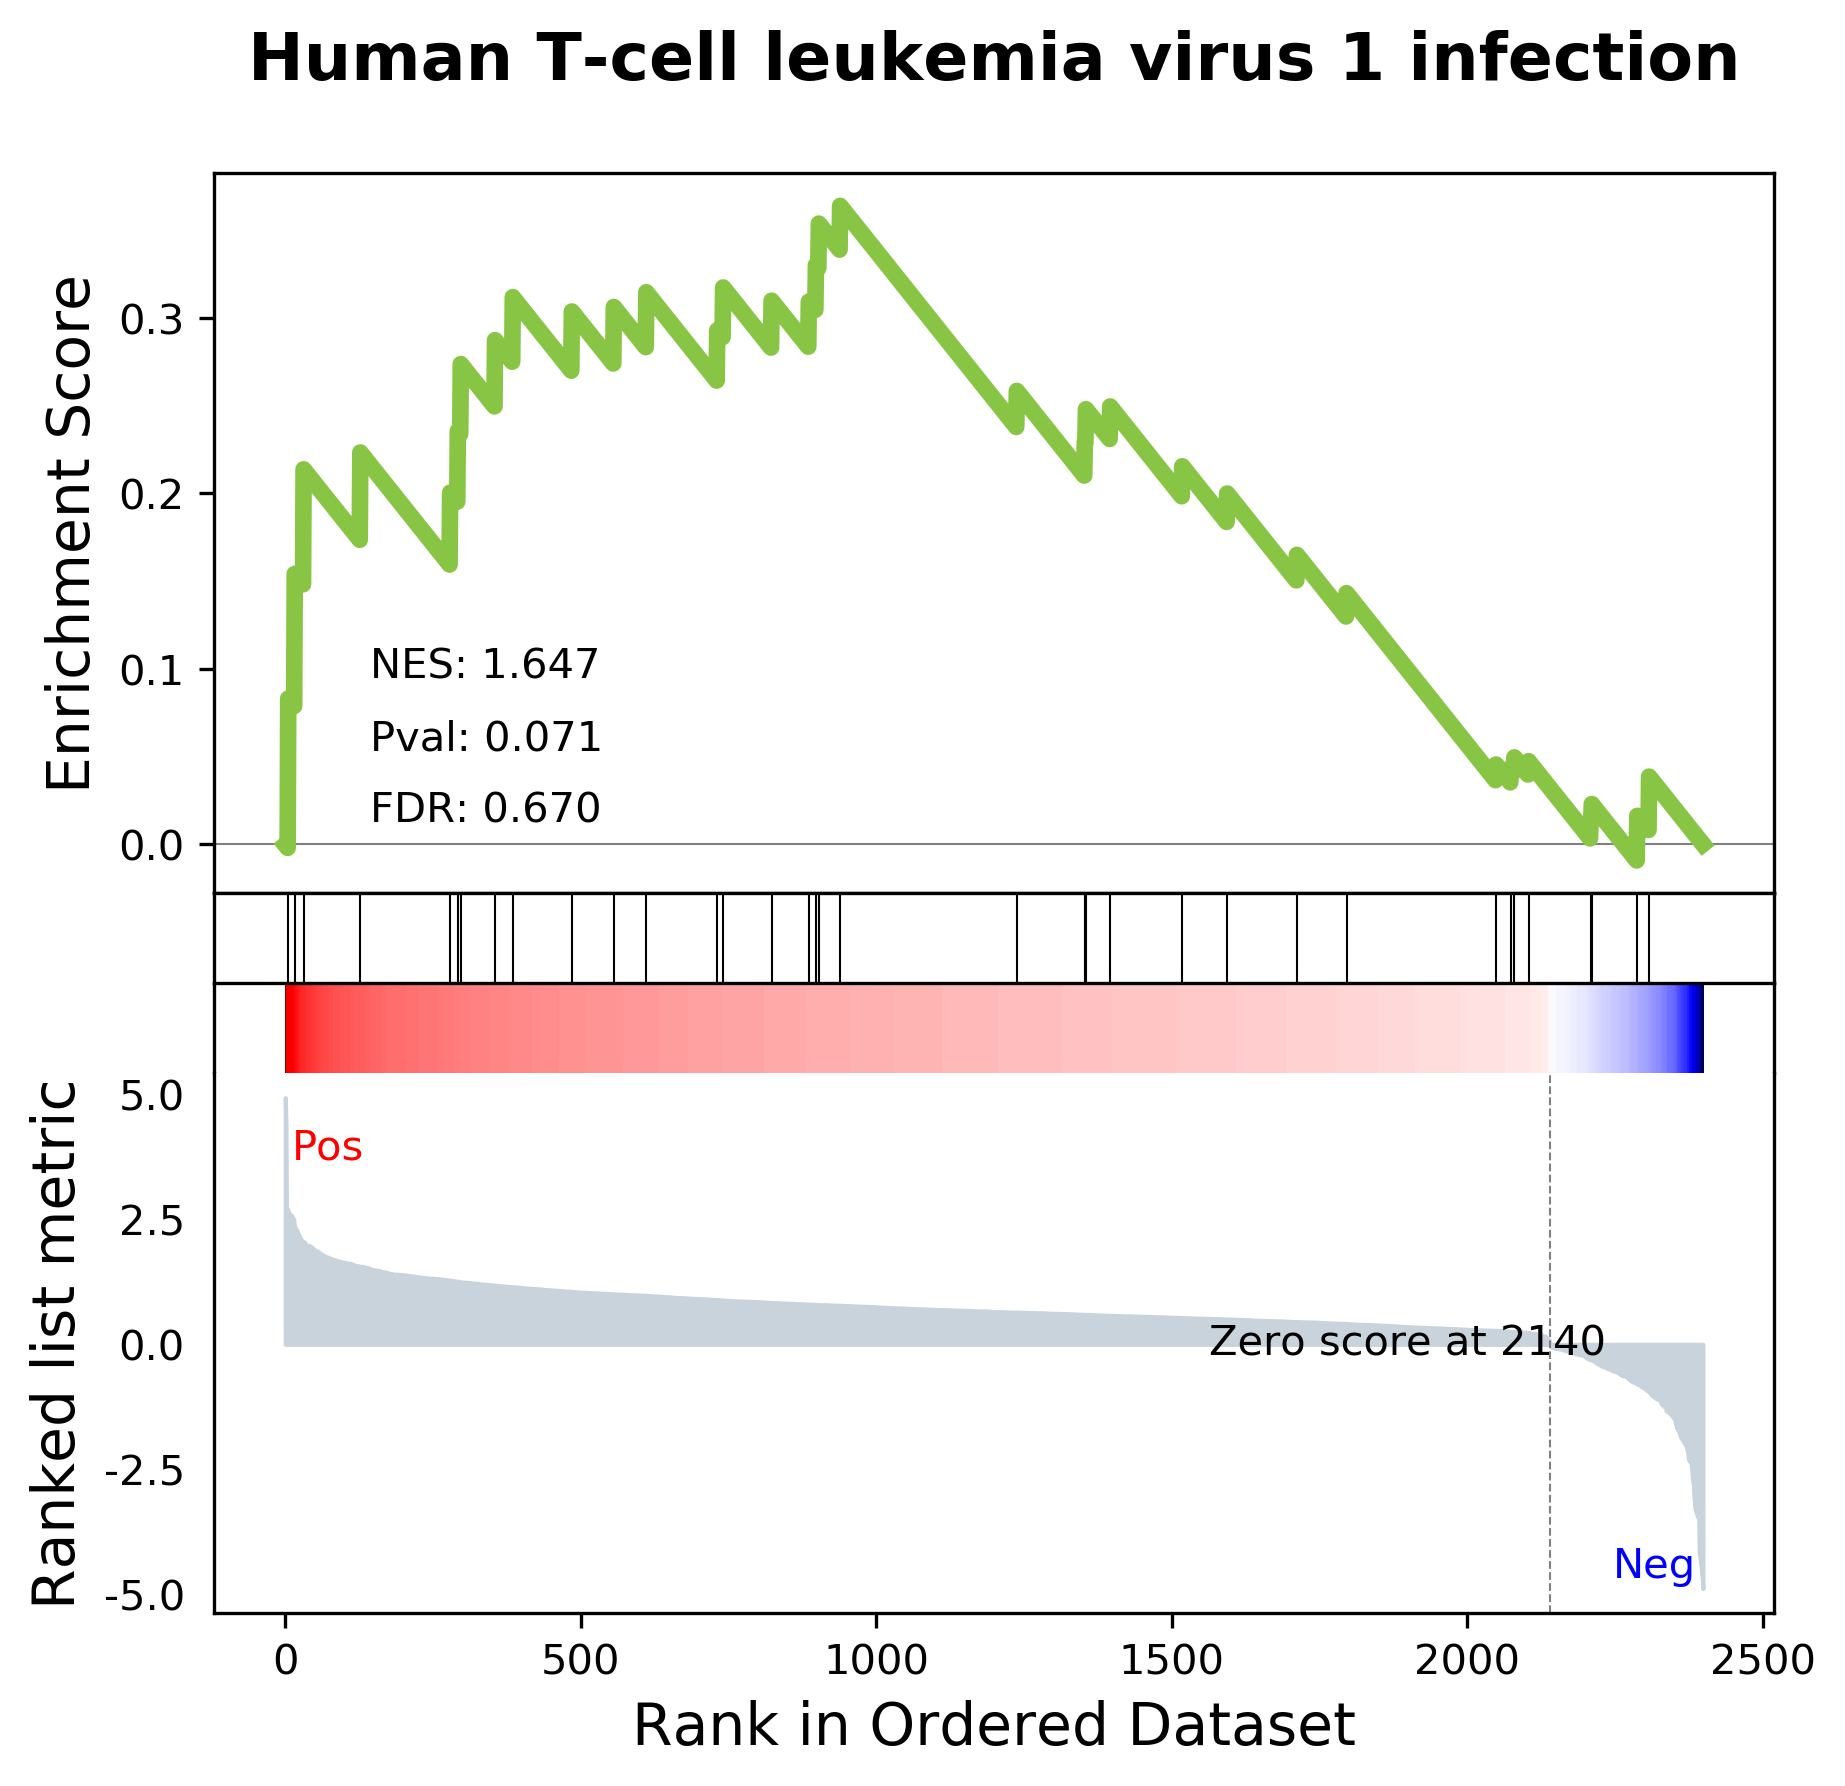 Human T-cell leukemia virus 1 infection
Enrichment Score
0.3
0.2
0.1
0.0
NES: 1.647
Pval: 0.071
FDR: 0.670
Ranked list metric
5.0
2.5
0.0
-2.5
-5.0
Pos
Zero score at 2140
Neg
0 500 1000 1500 2000 2500
Rank in Ordered Dataset